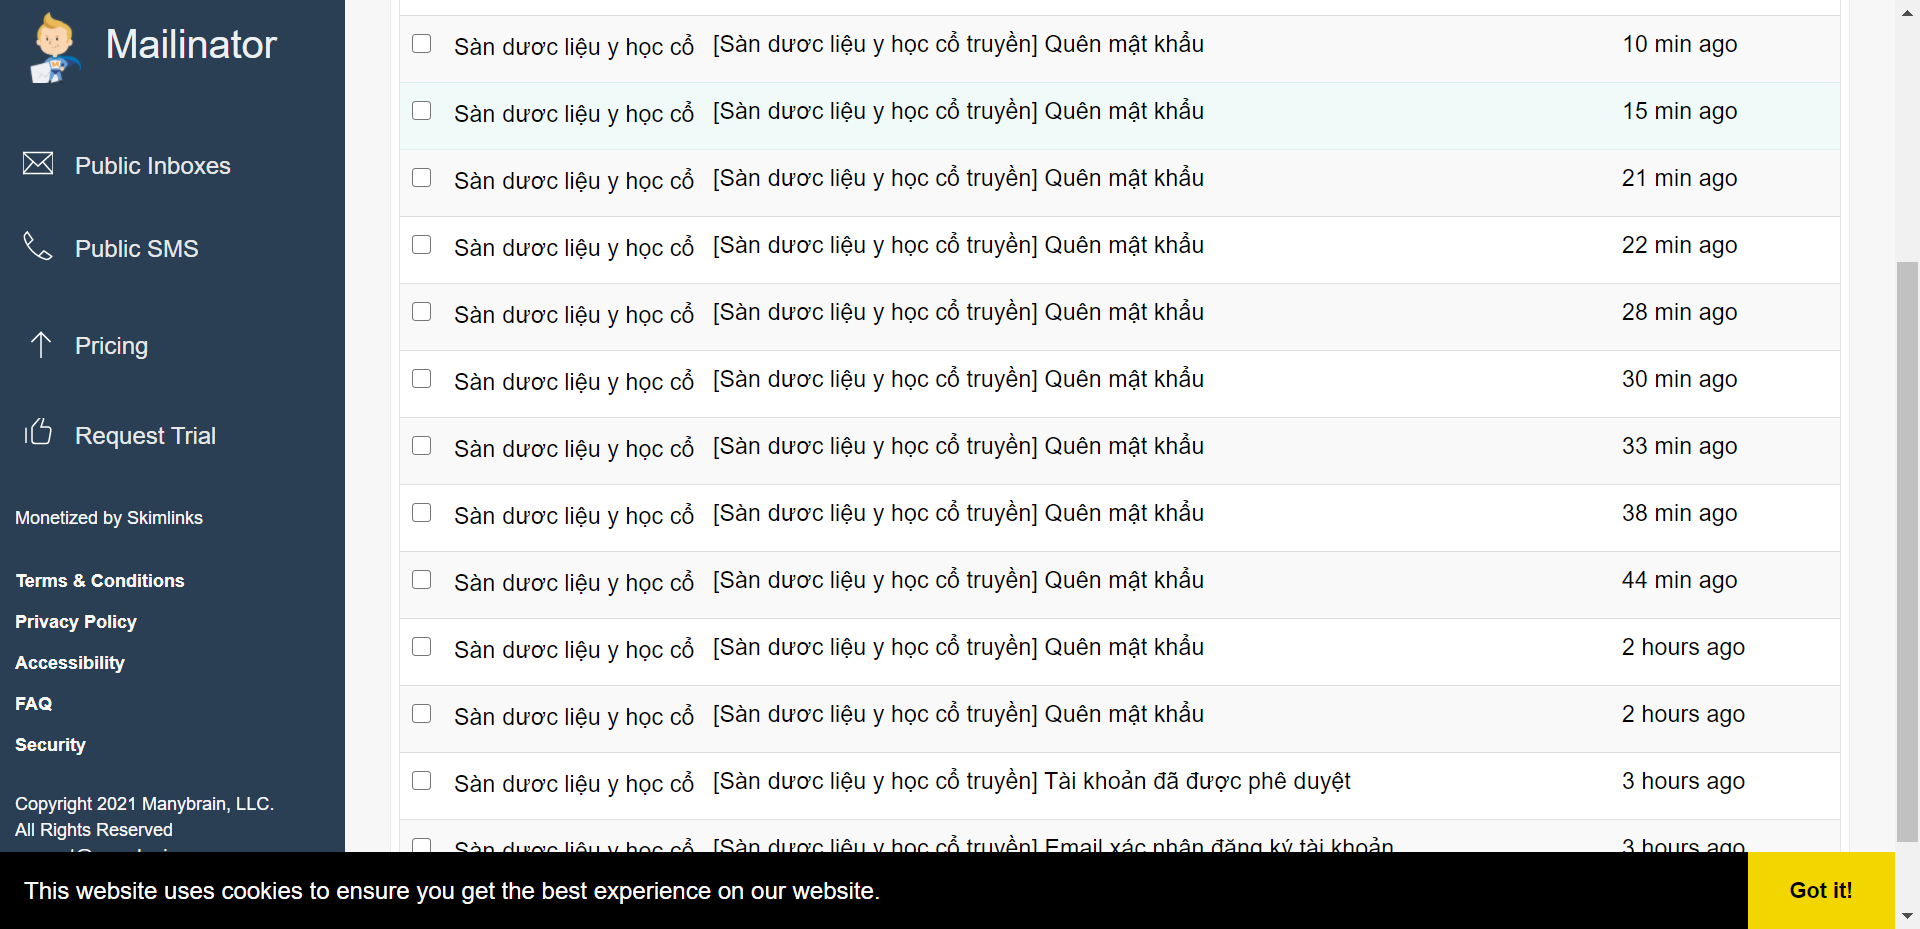 Mailinator
Public Inboxes
Public SMS
Pricing
Request Trial
Monetized by Skimlinks
Terms & Conditions
Privacy Policy
Accessibility
FAQ
Security
Copyright 2021 Manybrain, LLC.
All Rights Reserved
Sàn dược liệu y học cổ [Sàn dược liệu y học cổ truyền] Quên mật khẩu 10 min ago
Sàn dược liệu y học cổ [Sàn dược liệu y học cổ truyền] Quên mật khẩu 15 min ago
Sàn dược liệu y học cổ [Sàn dược liệu y học cổ truyền] Quên mật khẩu 21 min ago
Sàn dược liệu y học cổ [Sàn dược liệu y học cổ truyền] Quên mật khẩu 22 min ago
Sàn dược liệu y học cổ [Sàn dược liệu y học cổ truyền] Quên mật khẩu 28 min ago
Sàn dược liệu y học cổ [Sàn dược liệu y học cổ truyền] Quên mật khẩu 30 min ago
Sàn dược liệu y học cổ [Sàn dược liệu y học cổ truyền] Quên mật khẩu 33 min ago
Sàn dược liệu y học cổ [Sàn dược liệu y học cổ truyền] Quên mật khẩu 38 min ago
Sàn dược liệu y học cổ [Sàn dược liệu y học cổ truyền] Quên mật khẩu 44 min ago
Sàn dược liệu y học cổ [Sàn dược liệu y học cổ truyền] Quên mật khẩu 2 hours ago
Sàn dược liệu y học cổ [Sàn dược liệu y học cổ truyền] Quên mật khẩu 2 hours ago
Sàn dược liệu y học cổ [Sàn dược liệu y học cổ truyền] Tài khoản đã được phê duyệt 3 hours ago
Sàn dược liệu y học cổ [Sàn dược liệu y học cổ truyền] Email xác nhận đăng ký tài khoản 3 hours ago
This website uses cookies to ensure you get the best experience on our website.
Got it!